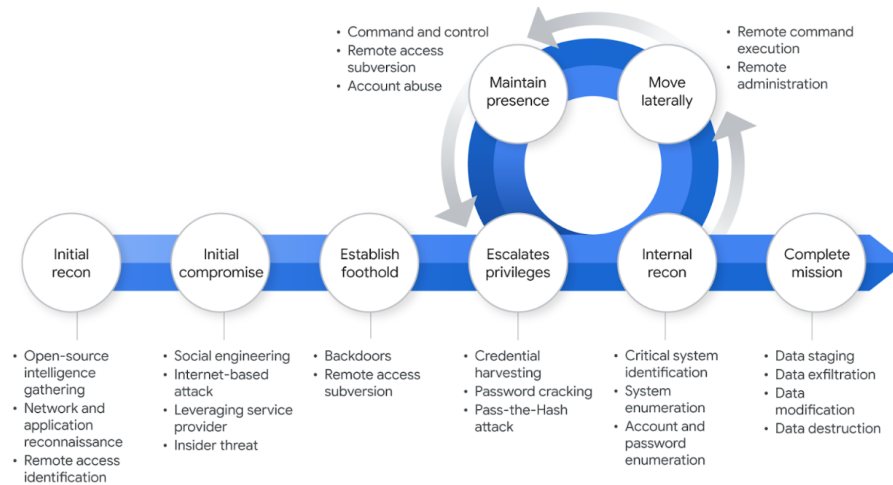 • Command and control
• Remote access
subversion
• Account abuse
Maintain
presence
Move
laterally
• Remote command
execution
• Remote
administration
Initial
recon
Initial
compromise
Establish
foothold
Escalates
privileges
Internal
recon
Complete
mission
• Open-source
intelligence
gathering
• Network and
application
reconnaissance
• Remote access
identification
• Social engineering
• Internet-based
attack
• Leveraging service
provider
• Insider threat
• Backdoors
• Remote access
subversion
• Credential
harvesting
• Password cracking
• Pass-the-Hash
attack
• Critical system
identification
• System
enumeration
• Account and
password
enumeration
• Data staging
• Data exfiltration
• Data
modification
• Data destruction